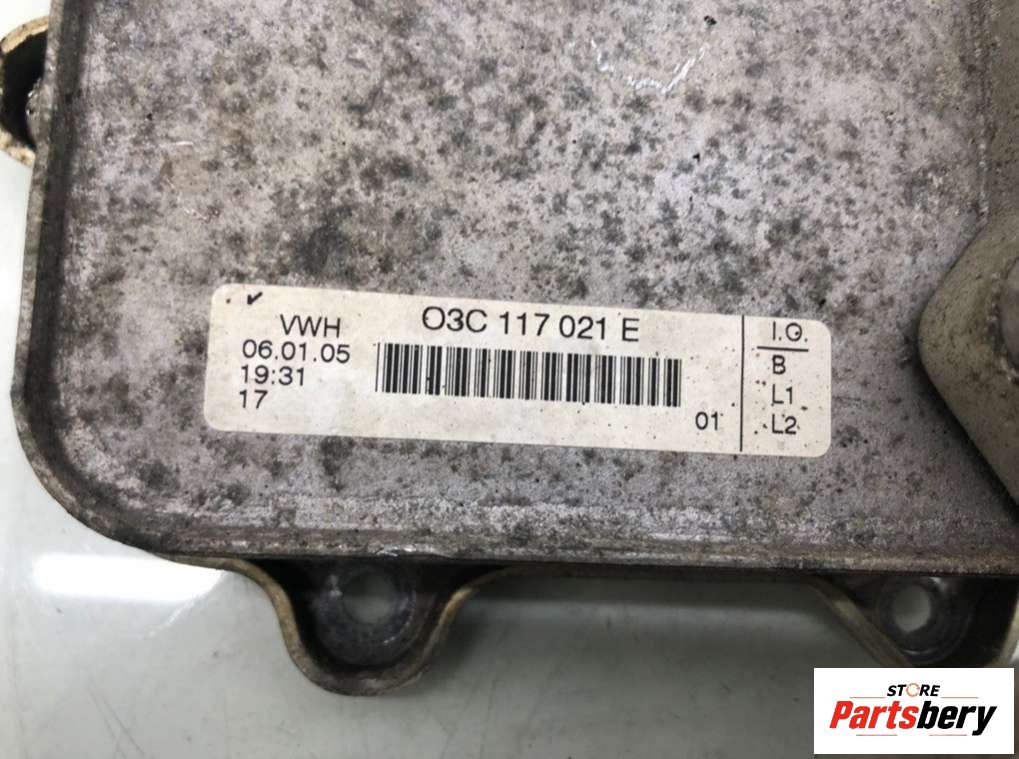 VWH
O3C 117 021 E
06.01.05
19:31
17
01
I.O.
B
L1
L2
STORE
Partsbery